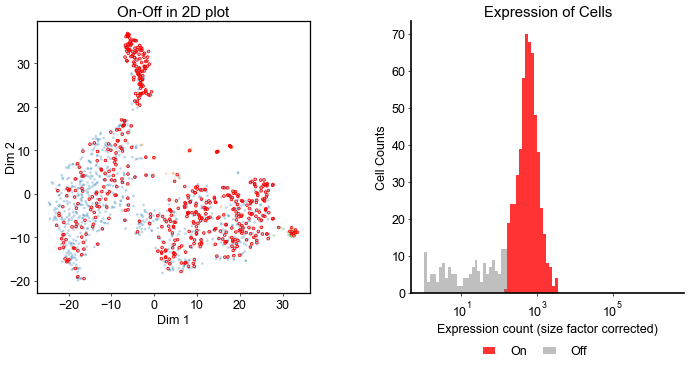 On-Off in 2D plot
Dim 2
30
20
10
0
−10
−20
−20 −10 0 10 20 30
Dim 1
Expression of Cells
Cell Counts
70
60
50
40
30
20
10
0
10^1 10^3 10^5
Expression count (size factor corrected)
On Off